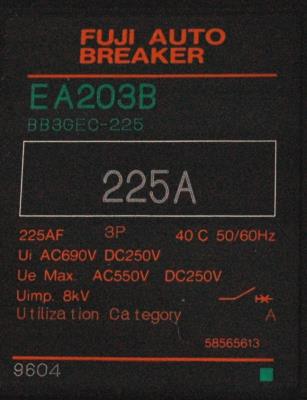 FUJI AUTO
BREAKER
EA203B
BB3GEC-225
225A
225AF 3P 40 C 50/60Hz
Ui AC690V DC250V
Ue Max. AC550V DC250V
Uimp. 8kV
Utilization Category A
58565613
9604